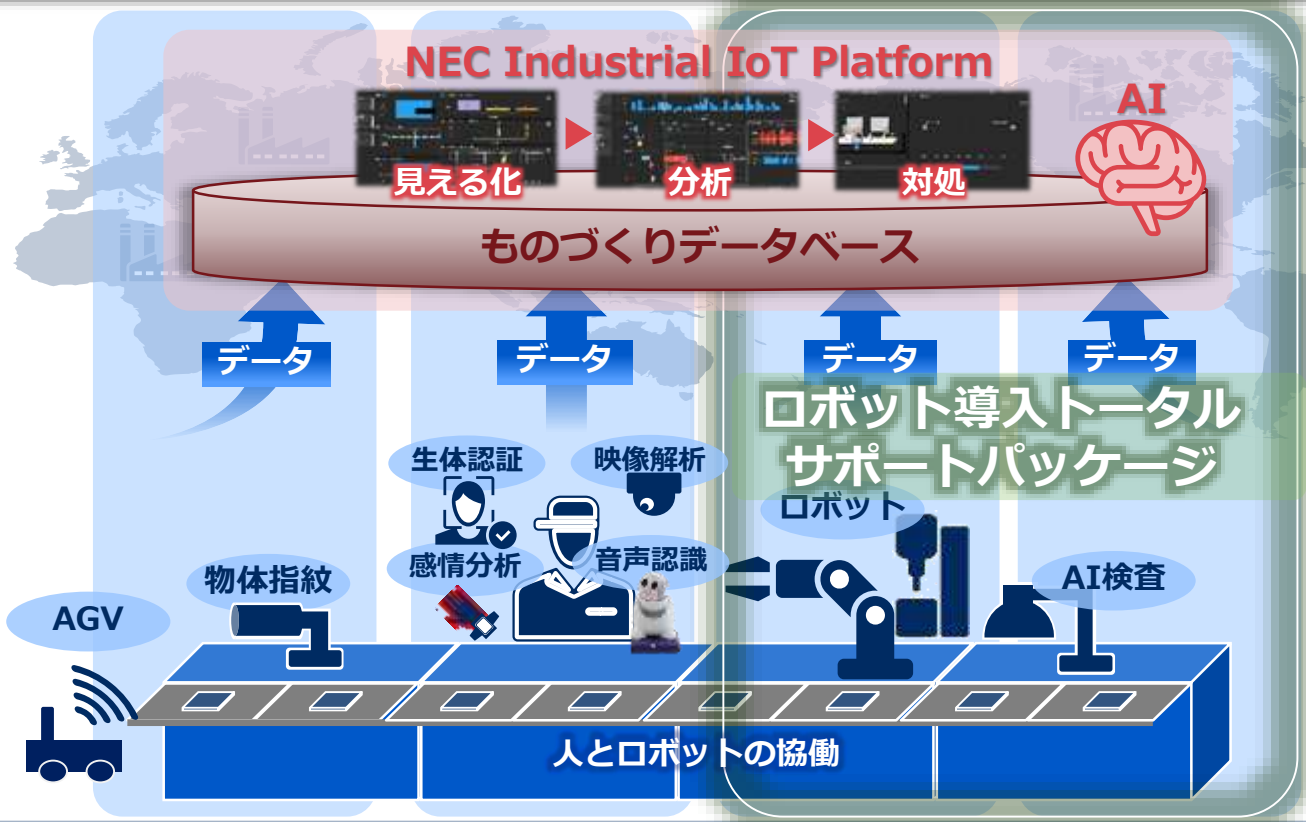 NEC Industrial IoT Platform
AI
見える化
分析
対処
ものづくりデータベース
データ
データ
データ
データ
ロボット導入トータル
サポートパッケージ
生体認証
映像解析
ロボット
感情分析
音声認識
物体指紋
AI検査
AGV
人とロボットの協働